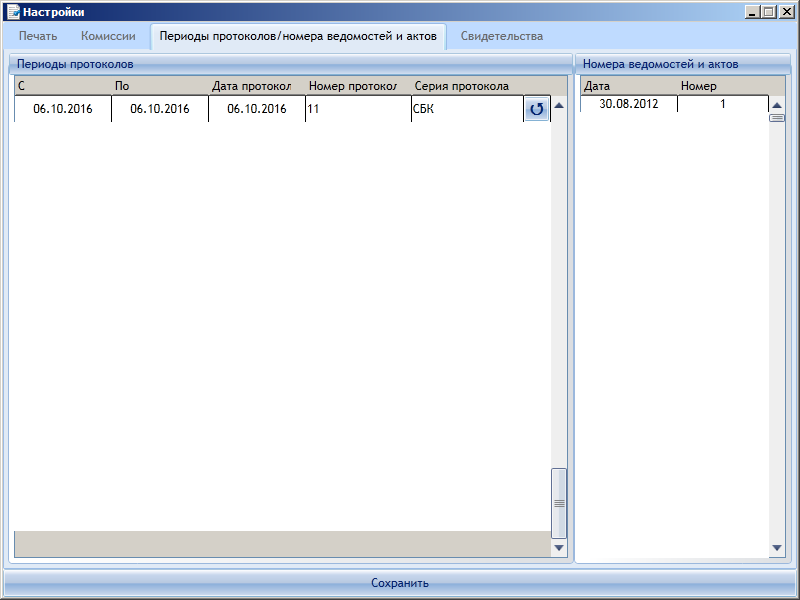 Настройки
Печать Комиссии Периоды протоколов/номера ведомостей и актов Свидетельства
Периоды протоколов Номера ведомостей и актов
С По Дата протокол Номер протокол Серия протокола Дата Номер
06.10.2016 06.10.2016 06.10.2016 11 СБК 30.08.2012 1
Сохранить